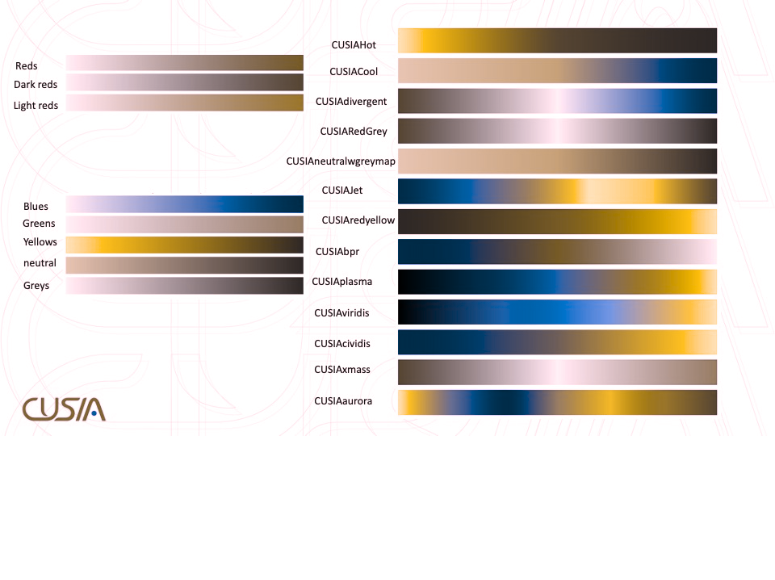 Reds
Dark reds
Light reds
Blues
Greens
Yellows
neutral
Greys
CUSIA
CUSIAHot
CUSIACool
CUSIAdivergent
CUSIARedGrey
CUSIAneutralwgreymap
CUSIAJet
CUSIAredyellow
CUSIAbpr
CUSIAplasma
CUSIAviridis
CUSIAcividis
CUSIAxmass
CUSIAaurora